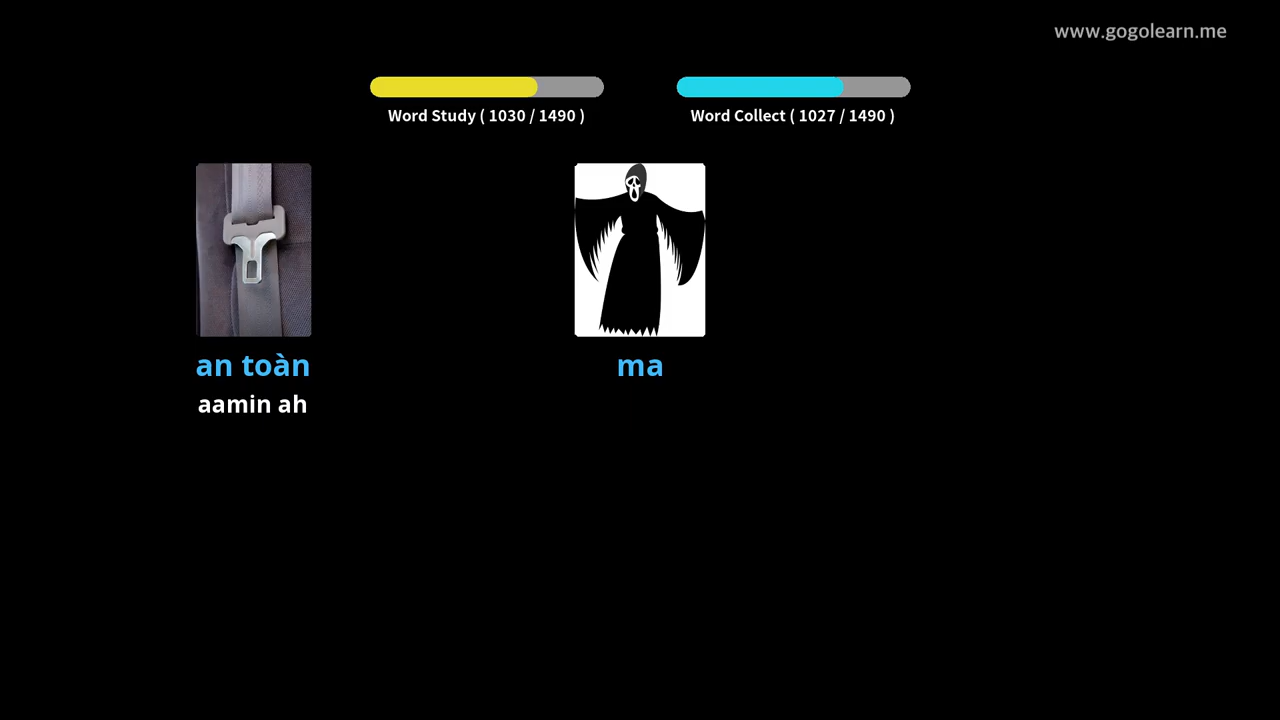 www.gogolearn.me
Word Study ( 1030 / 1490 )
Word Collect ( 1027 / 1490 )
an toàn
ma
aamin ah